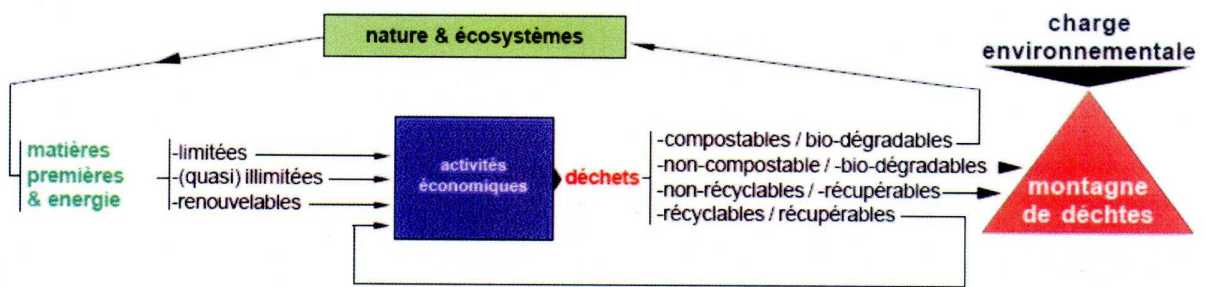 nature & écosystèmes
charge
environnementale
matières
premières
& energie
-limitées
-(quasi) illimitées
-renouvelables
activités
économiques
déchets
-compostables / bio-dégradables
-non-compostable / -bio-dégradables
-non-récyclables / -récupérables
-récyclables / récupérables
montagne
de déchtes